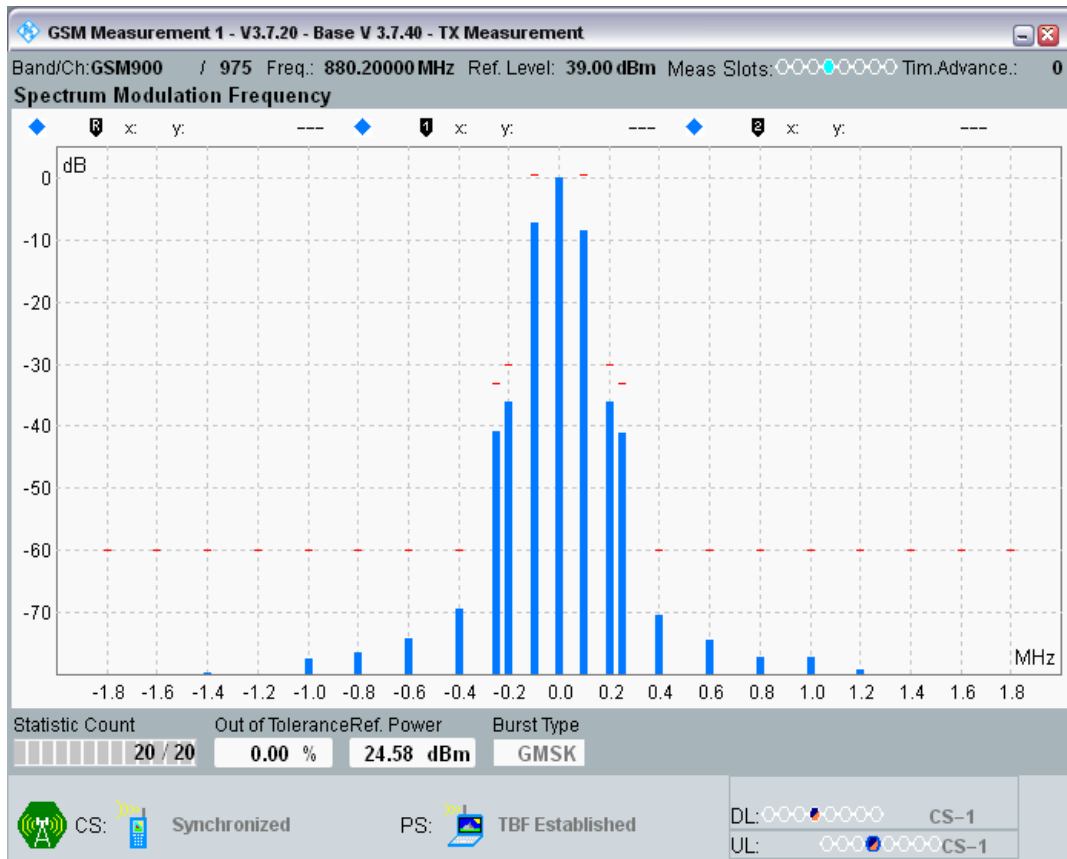 GSM Measurement 1 - V3.7.20 - Base V 3.7.40 - TX Measurement
Band/Ch:GSM900 / 975 Freq.: 880.20000 MHz Ref. Level: 39.00 dBm Meas Slots: Tim.Advance.: 0
Spectrum Modulation Frequency
R x: y: --- 1 x: y: --- 2 x: y: ---
dB
0
-10
-20
-30
-40
-50
-60
-70
MHz
-1.8 -1.6 -1.4 -1.2 -1.0 -0.8 -0.6 -0.4 -0.2 0.0 0.2 0.4 0.6 0.8 1.0 1.2 1.4 1.6 1.8
Statistic Count Out of Tolerance Ref. Power Burst Type
20 / 20 0.00 % 24.58 dBm GMSK
CS: Synchronized PS: TBF Established DL: CS-1
UL: CS-1